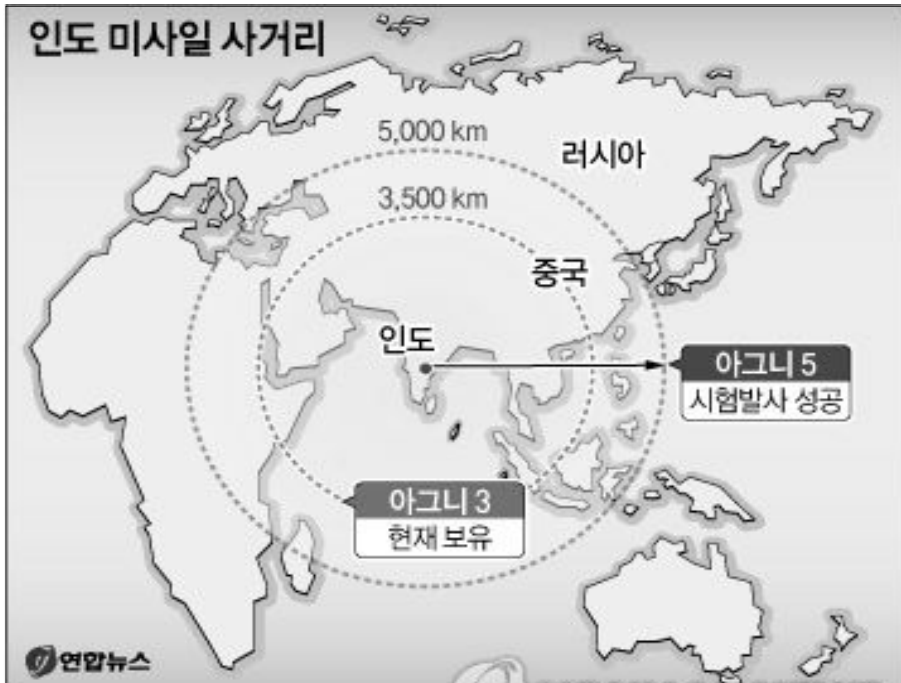 인도 미사일 사거리
5,000 km
러시아
3,500 km
중국
인도
아그니 5
시험발사 성공
아그니 3
현재 보유
연합뉴스